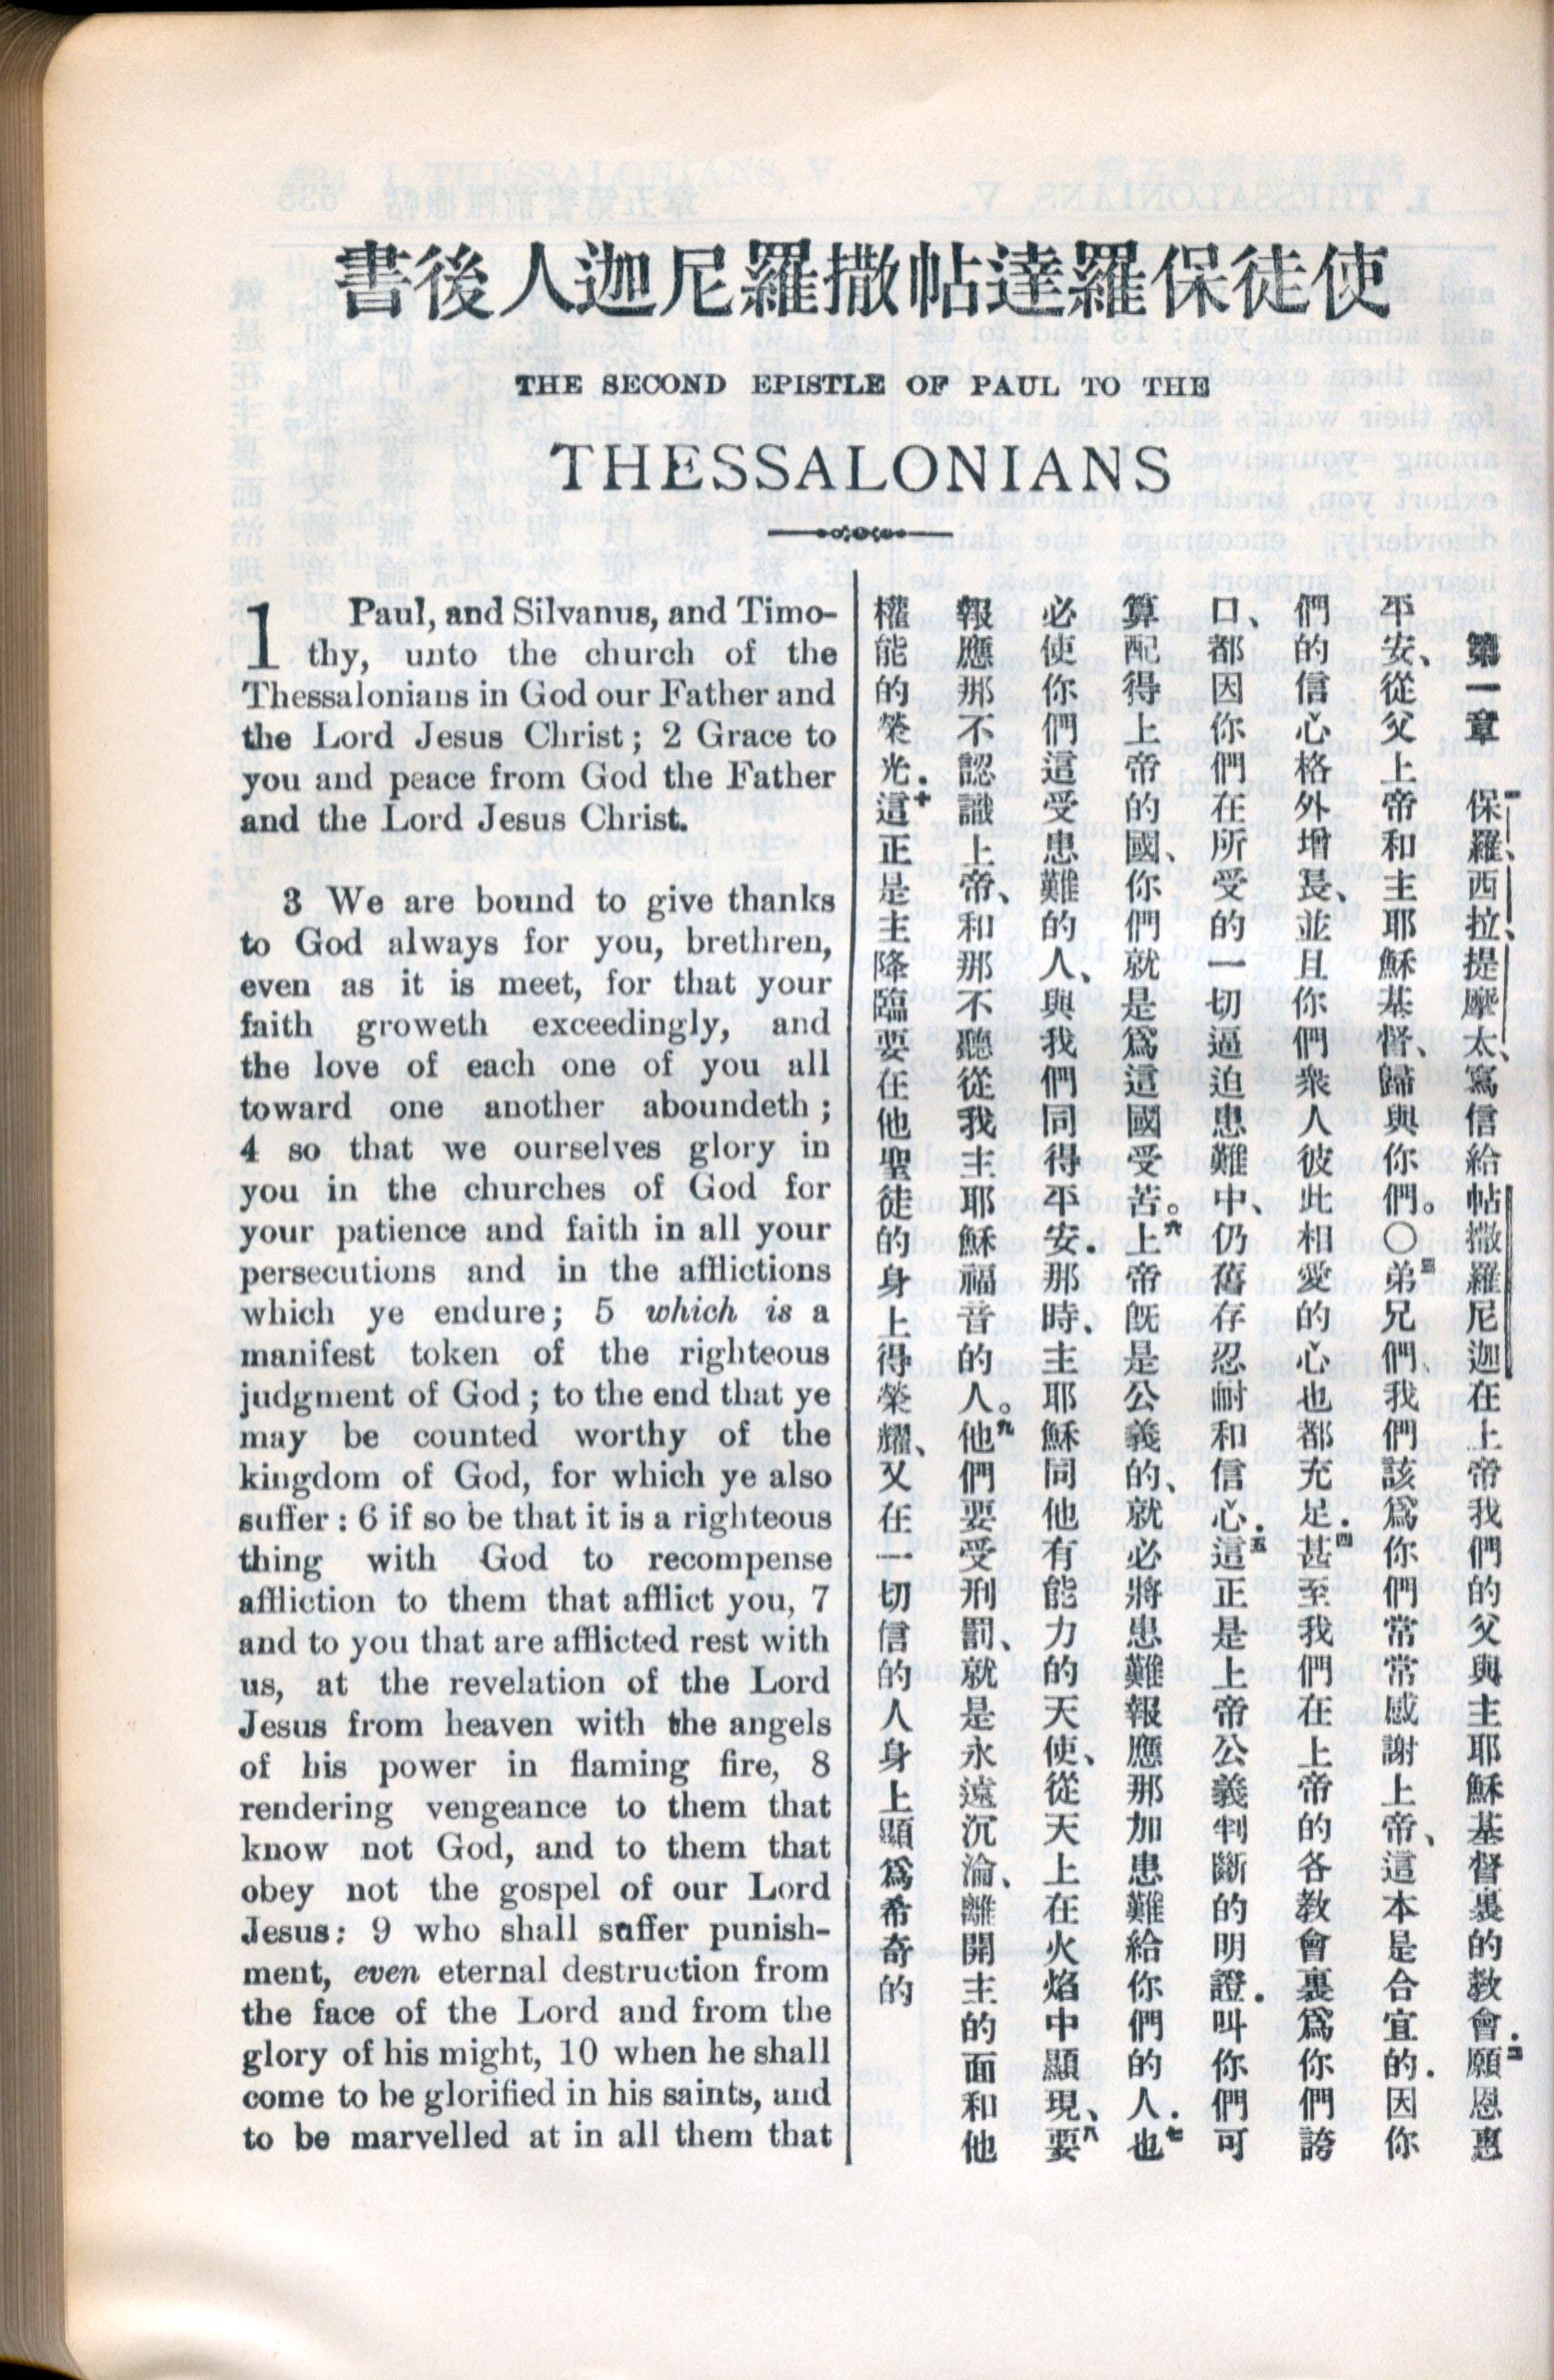 使徒保羅達帖撒羅尼迦人後書
THE SECOND EPISTLE OF PAUL TO THE
THESSALONIANS
1 Paul, and Silvanus, and Timo-
thy, unto the church of the
Thessalonians in God our Father and
the Lord Jesus Christ; 2 Grace to
you and peace from God the Father
and the Lord Jesus Christ.
3 We are bound to give thanks
to God always for you, brethren,
even as it is meet, for that your
faith groweth exceedingly, and
the love of each one of you all
toward one another aboundeth;
4 so that we ourselves glory in
you in the churches of God for
your patience and faith in all your
persecutions and in the afflictions
which ye endure; 5 which is a
manifest token of the righteous
judgment of God; to the end that ye
may be counted worthy of the
kingdom of God, for which ye also
suffer: 6 if so be that it is a righteous
thing with God to recompense
affliction to them that afflict you, 7
and to you that are afflicted rest with
us, at the revelation of the Lord
Jesus from heaven with the angels
of his power in flaming fire, 8
rendering vengeance to them that
know not God, and to them that
obey not the gospel of our Lord
Jesus: 9 who shall suffer punish-
ment, even eternal destruction from
the face of the Lord and from the
glory of his might, 10 when he shall
come to be glorified in his saints, and
to be marvelled at in all them that
第一章 一保羅、西拉、提摩太、寫信給帖撒羅尼迦在上帝我們的父與主耶穌基督裏的教會．二願恩惠
平安、從父上帝和主耶穌基督、歸與你們。〇三弟兄們、我們該爲你們常常感謝上帝、這本是合宜的．因你
們的信心格外增長、並且你們衆人彼此相愛的心也都充足．四甚至我們在上帝的各教會裏爲你們誇
口、都因你們在所受的一切逼迫患難中、仍舊存忍耐和信心．五這正是上帝公義判斷的明證．叫你們可
算配得上帝的國、你們就是爲這國受苦。六上帝旣是公義的、就必將患難報應那加患難給你們的人．七也
必使你們這受患難的人、與我們同得平安．那時、主耶穌同他有能力的天使、從天上在火焰中顯現、八要
報應那不認識上帝、和那不聽從我主耶穌福音的人。九他們要受刑罰、就是永遠沉淪、離開主的面和他
權能的榮光．十這正是主降臨要在他聖徒的身上得榮耀、又在一切信的人身上顯爲希奇的